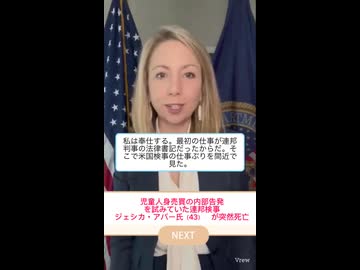 私は奉仕する。最初の仕事が連邦
判事の法律書記だったからだ。そ
こで米国検事の仕事ぶりを間近で
見た。
児童人身売買の内部告発
を試みていた連邦検事
ジェシカ・アバー氏（43）　が突然死亡
NEXT
Vrew